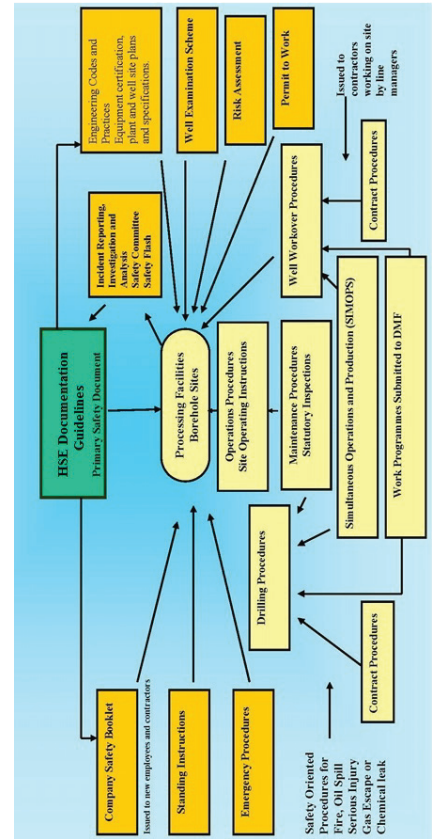 HSE Documentation
Guidelines
Primary Safety Document
Company Safety Booklet
Issued to new employees and contractors
Standing Instructions
Emergency Procedures
Safety Oriented
Procedures for
Fire, Oil Spill
Serious Injury
Gas Escape or
Chemical leak
Incident Reporting,
Investigation and
Analysis
Safety Committee
Safety Flash
Processing Facilities
Borehole Sites
Operations Procedures
Site Operating Instructions
Maintenance Procedures
Statutory Inspections
Drilling Procedures
Simultaneous Operations and Production (SIMOPS)
Work Programmes Submitted to DMF
Contract Procedures
Engineering Codes and
Practices
Equipment certification,
plant and well site plans
and specifications.
Well Examination Scheme
Risk Assessment
Permit to Work
Well Workover Procedures
Contract Procedures
Issued to
contractors
working on site
by line
managers